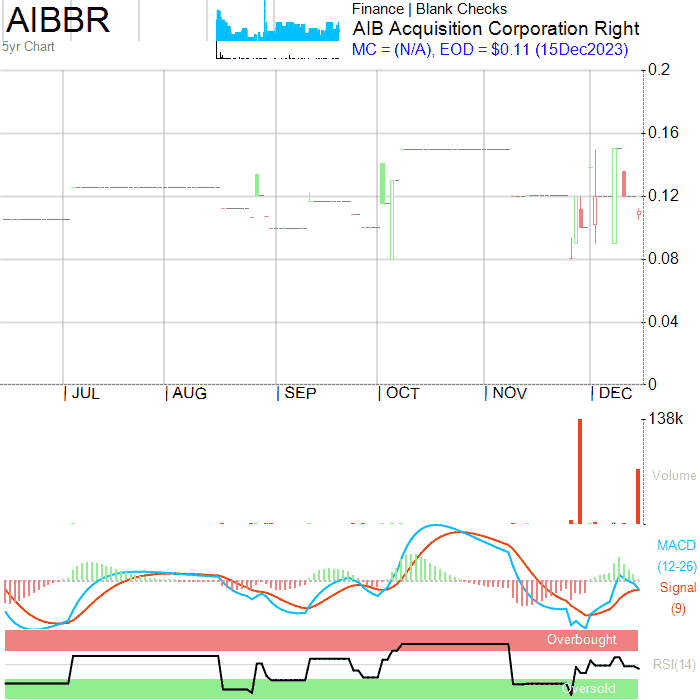 AIBBR
5yr Chart
Finance | Blank Checks
AIB Acquisition Corporation Right
MC = (N/A), EOD = $0.11 (15Dec2023)
0.2
0.16
0.12
0.08
0.04
0
JUL AUG SEP OCT NOV DEC
138k
Volume
MACD
(12-26)
Signal
(9)
Overbought
RSI(14)
Oversold